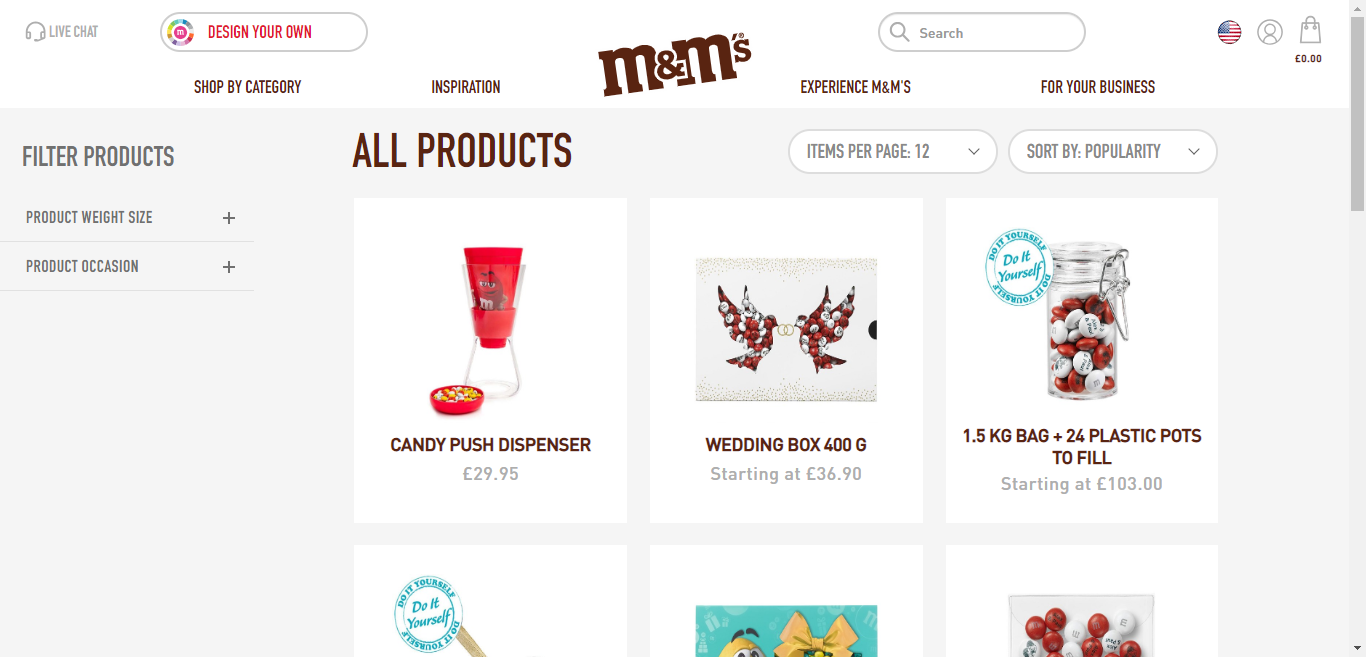 LIVE CHAT
DESIGN YOUR OWN
m&m's
Search
£0.00
SHOP BY CATEGORY
INSPIRATION
EXPERIENCE M&M'S
FOR YOUR BUSINESS
FILTER PRODUCTS
PRODUCT WEIGHT SIZE
PRODUCT OCCASION
ALL PRODUCTS
ITEMS PER PAGE: 12
SORT BY: POPULARITY
CANDY PUSH DISPENSER
£29.95
WEDDING BOX 400 G
Starting at £36.90
DO IT YOURSELF
Do It
Yourself
DO IT YOURSELF
1.5 KG BAG + 24 PLASTIC POTS
TO FILL
Starting at £103.00
DO IT YOURSELF
Do It
Yourself
DO IT YOURSELF